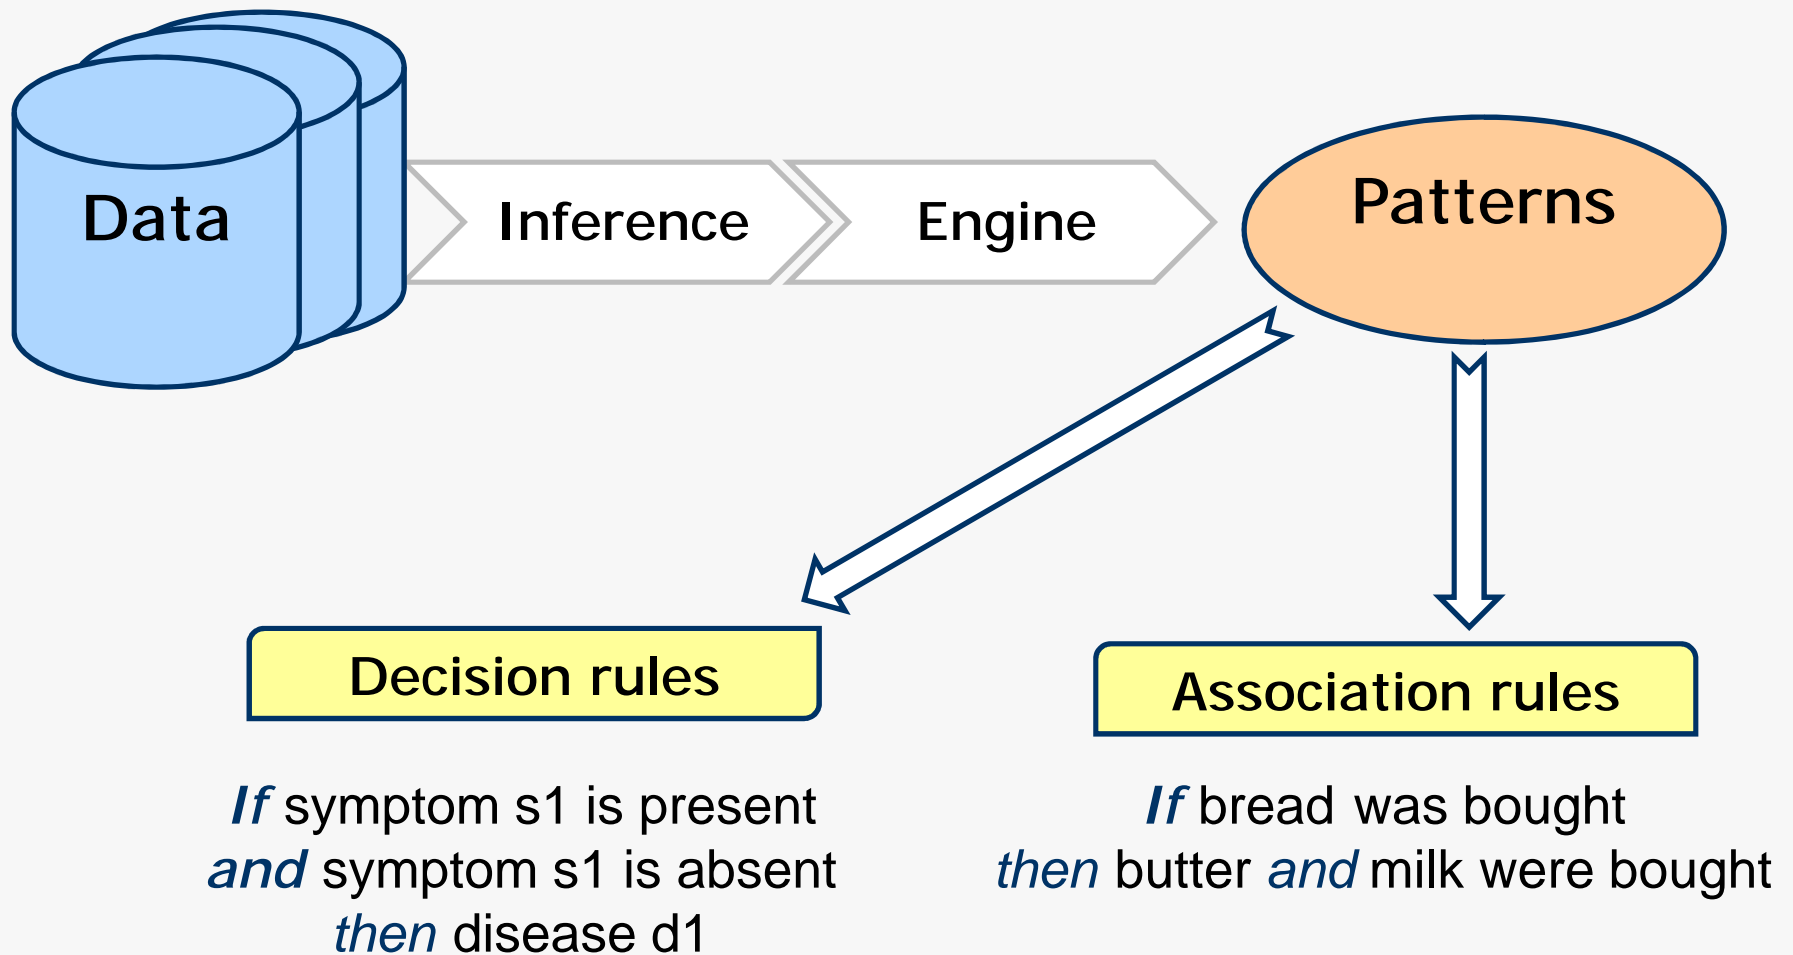 Data
Inference
Engine
Patterns
Decision rules
If symptom s1 is present
and symptom s1 is absent
then disease d1
Association rules
If bread was bought
then butter and milk were bought